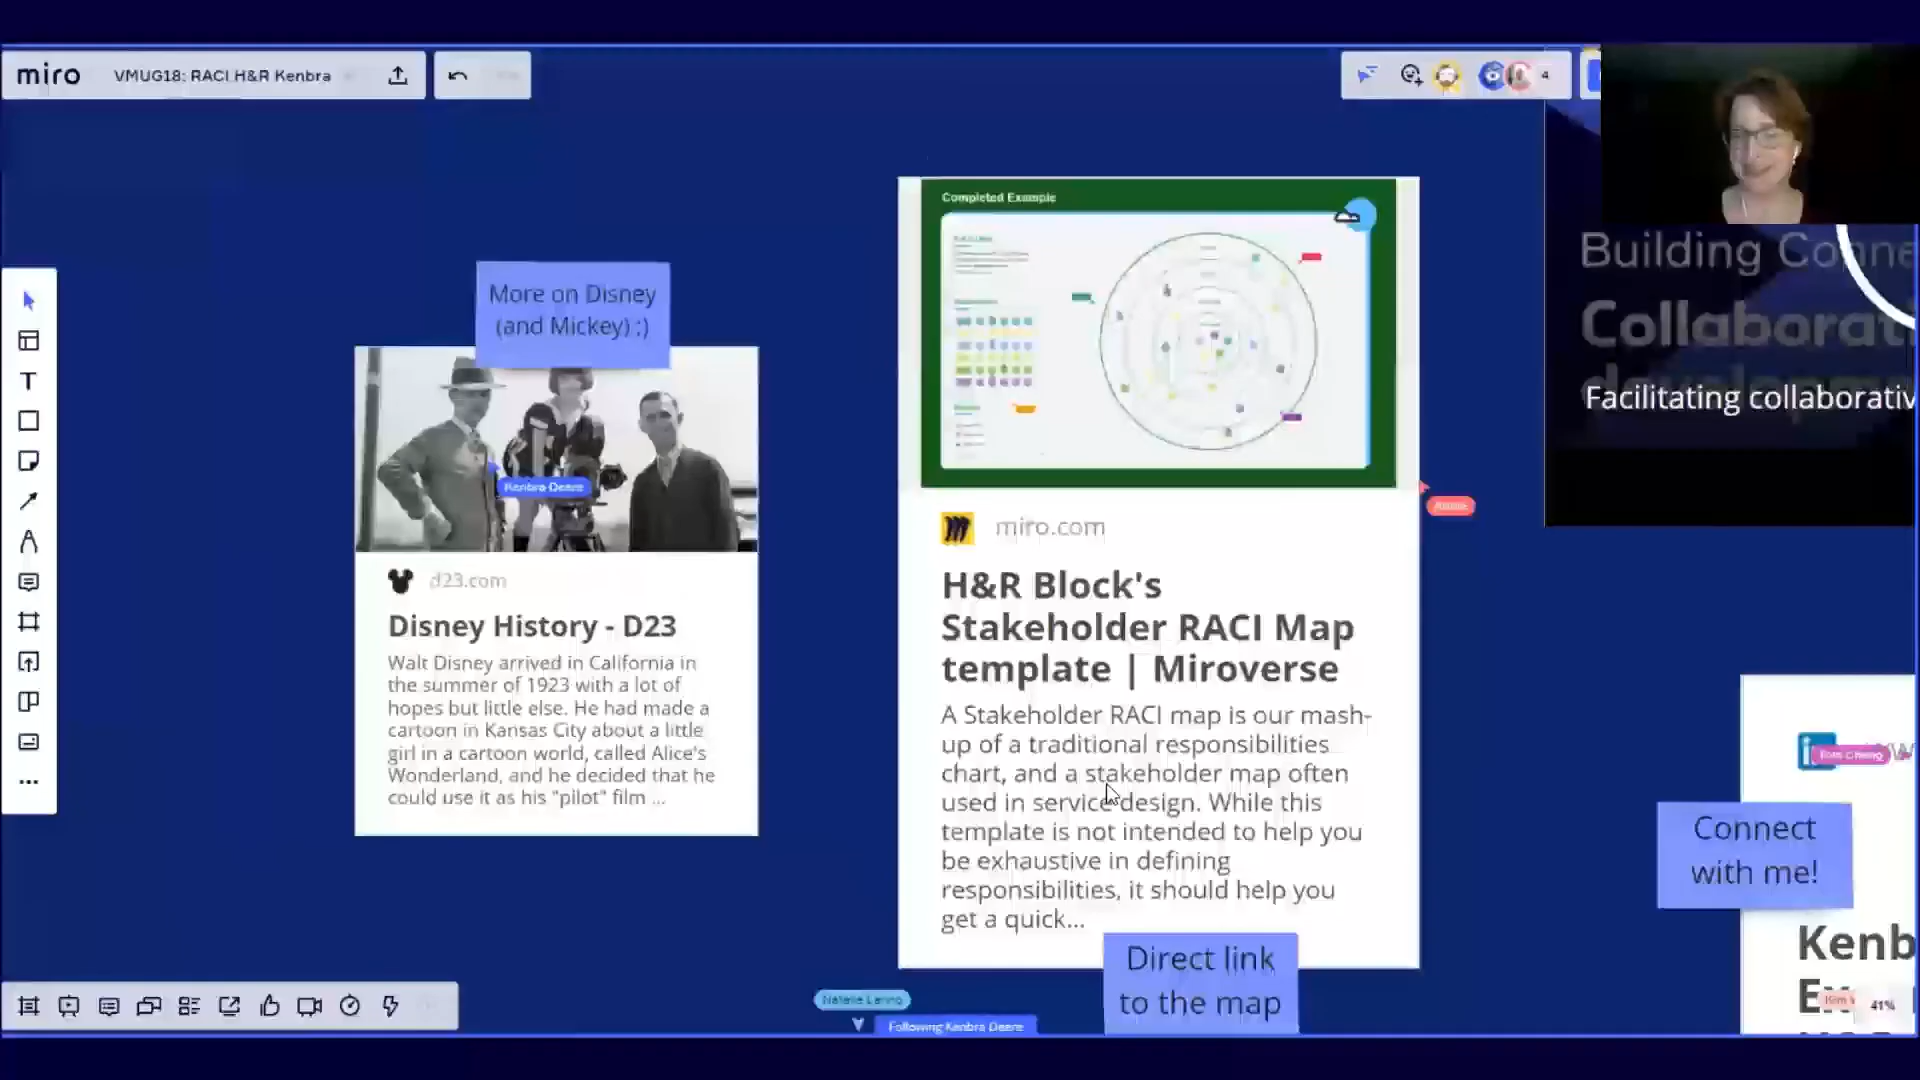 miro
VMUG18: RACI H&R Kenbra
4
More on Disney
(and Mickey) :)
Kenbra Deere
d23.com
Disney History - D23
Walt Disney arrived in California in
the summer of 1923 with a lot of
hopes but little else. He had made a
cartoon in Kansas City about a little
girl in a cartoon world, called Alice's
Wonderland, and he decided that he
could use it as his "pilot" film ...
Completed Example
miro.com
H&R Block's
Stakeholder RACI Map
template | Miroverse
A Stakeholder RACI map is our mash-
up of a traditional responsibilities
chart, and a stakeholder map often
used in service design. While this
template is not intended to help you
be exhaustive in defining
responsibilities, it should help you
get a quick...
Direct link
to the map
Following Kenbra Deere
Building Conne
Collaborati
Facilitating collaborativ
Connect
with me!
Kenb
41%